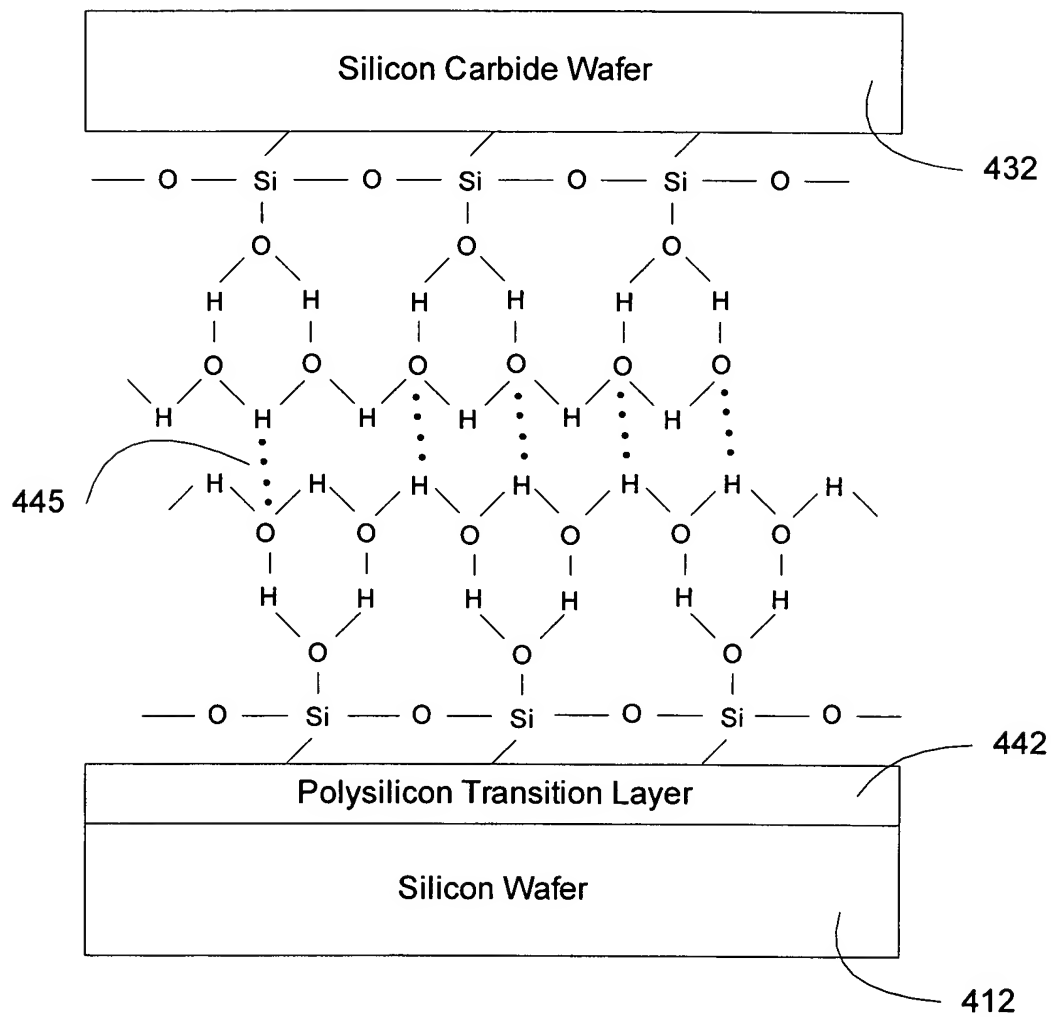 Silicon Carbide Wafer
432
O Si O Si O Si O
O O O
H H H H H H
O O O O O O
H H H H H H
445
H H H H H H H
O O O O O O
H H H H H H
O O O
O Si O Si O Si O
442
Polysilicon Transition Layer
Silicon Wafer
412